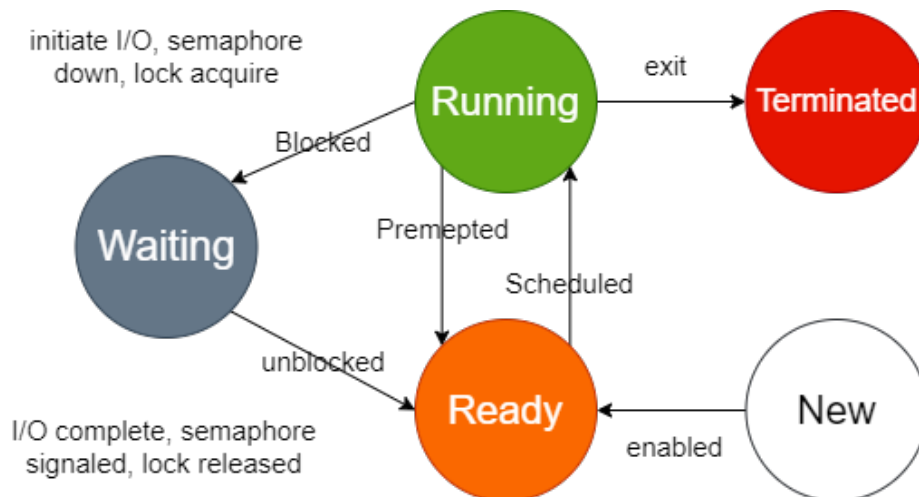 initiate I/O, semaphore
down, lock acquire
Running
exit
Terminated
Blocked
Waiting
Premepted
Scheduled
unblocked
Ready
New
enabled
I/O complete, semaphore
signaled, lock released